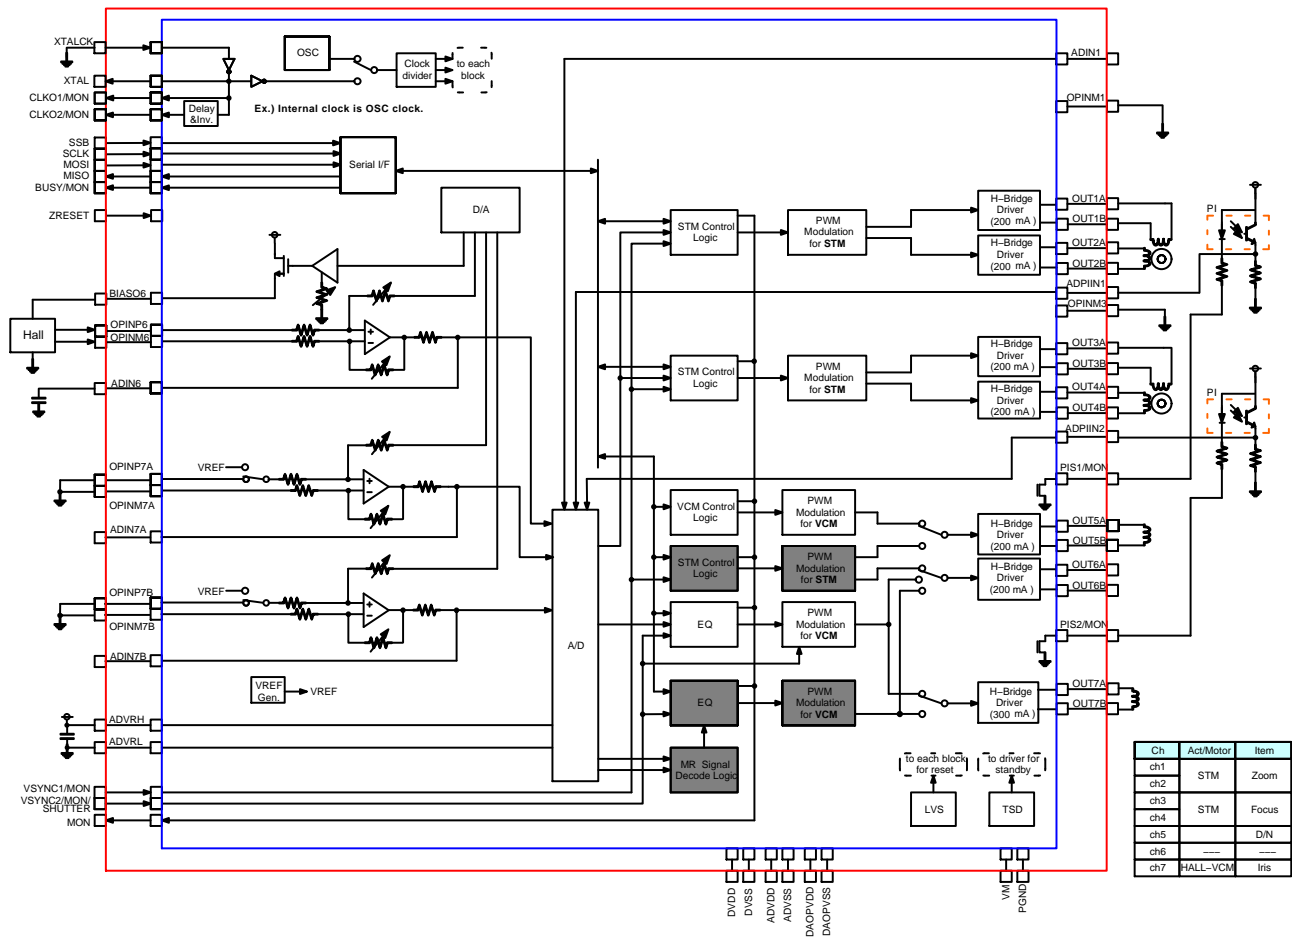 XTALCK
XTAL
CLKO1/MON
CLKO2/MON
Delay
&Inv.
OSC
Clock
divider
to each
block
Ex.) Internal clock is OSC clock.
SSB
SCLK
MOSI
MISO
BUSY/MON
Serial I/F
ZRESET
D/A
BIASO6
Hall
OPINP6
OPINM6
ADIN6
OPINP7A
OPINM7A
ADIN7A
VREF
OPINP7B
OPINM7B
ADIN7B
VREF
VREF
Gen.
VREF
ADVRH
ADVRL
VSYNC1/MON
VSYNC2/MON/
SHUTTER
MON
A/D
+
−
+
−
+
−
STM Control
Logic
PWM
Modulation
for STM
H−Bridge
Driver
(200 mA)
H−Bridge
Driver
(200 mA)
STM Control
Logic
PWM
Modulation
for STM
H−Bridge
Driver
(200 mA)
H−Bridge
Driver
(200 mA)
VCM Control
Logic
PWM
Modulation
for VCM
STM Control
Logic
PWM
Modulation
for STM
H−Bridge
Driver
(200 mA)
H−Bridge
Driver
(200 mA)
EQ
PWM
Modulation
for VCM
EQ
PWM
Modulation
for VCM
H−Bridge
Driver
(300 mA)
MR Signal
Decode Logic
to each block
for reset
to driver for
standby
LVS
TSD
ADIN1
OPINM1
OUT1A
OUT1B
OUT2A
OUT2B
ADPIIN1
OPINM3
OUT3A
OUT3B
OUT4A
OUT4B
ADPIIN2
PIS1/MON
OUT5A
OUT5B
OUT6A
OUT6B
PIS2/MON
OUT7A
OUT7B
PI
PI
DVDD
DVSS
ADVDD
ADVSS
DAOPVDD
DAOPVSS
VM
PGND
Ch Act/Motor Item
ch1
ch2 STM Zoom
ch3
ch4 STM Focus
ch5 D/N
ch6 −−− −−−
ch7 HALL−VCM Iris